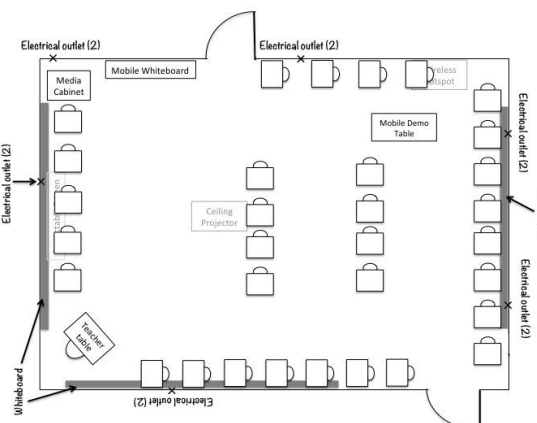 Electrical outlet (2)
Electrical outlet (2)
Mobile Whiteboard
Media
Cabinet
Mobile Demo
Table
Electrical outlet (2)
Electrical outlet (2)
Ceiling
Projector
Electrical outlet (2)
Teacher
table
Whiteboard
Electrical outlet (2)